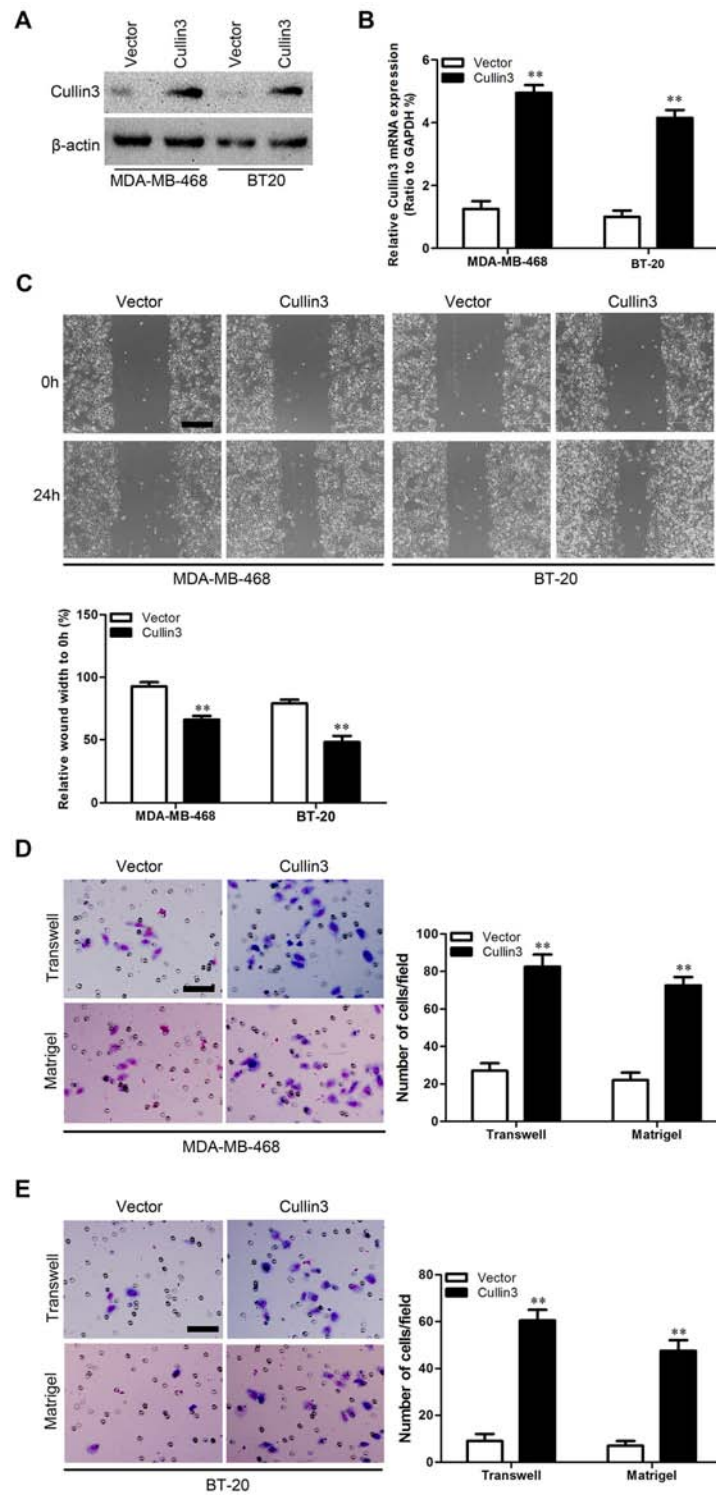 A
Vector
Cullin3
Vector
Cullin3
Cullin3
β-actin
MDA-MB-468
BT20
B
Relative Cullin3 mRNA expression
(Ratio to GAPDH %)
Vector
Cullin3
6
4
2
0
**
**
MDA-MB-468
BT-20
C
Vector
Cullin3
Vector
Cullin3
0h
24h
MDA-MB-468
BT-20
Relative wound width to 0h (%)
Vector
Cullin3
150
100
50
0
**
**
MDA-MB-468
BT-20
D
Vector
Cullin3
Transwell
Matrigel
MDA-MB-468
Number of cells/field
Vector
Cullin3
100
80
60
40
20
0
**
**
Transwell
Matrigel
E
Vector
Cullin3
Transwell
Matrigel
BT-20
Number of cells/field
Vector
Cullin3
80
60
40
20
0
**
**
Transwell
Matrigel